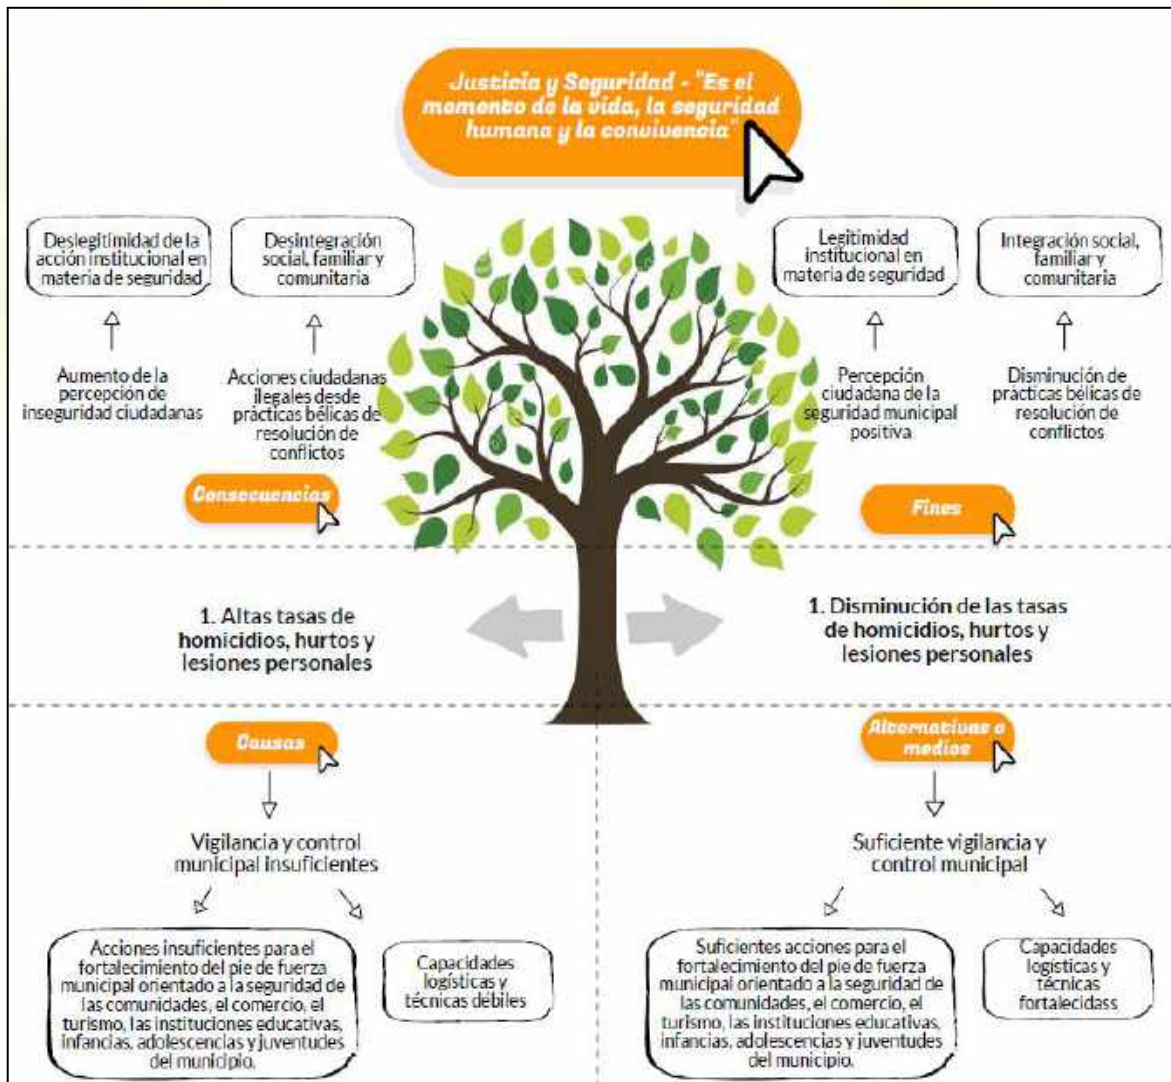 Justicia y Seguridad - "Es el
momento de la vida, la seguridad
humana y la convivencia"
Deslegitimidad de la
acción institucional en
materia de seguridad
Desintegración
social, familiar y
comunitaria
Legitimidad
institucional en
materia de seguridad
Integración social,
familiar y
comunitaria
Aumento de la
percepción de
inseguridad ciudadanas
Acciones ciudadanas
ilegales desde
prácticas bélicas de
resolución de
conflictos
Percepción
ciudadana de la
seguridad municipal
positiva
Disminución de
prácticas bélicas de
resolución de
conflictos
Consecuencias
Fines
1. Altas tasas de
homicidios, hurtos y
lesiones personales
1. Disminución de las tasas
de homicidios, hurtos y
lesiones personales
Causas
Alternativas o
medios
Vigilancia y control
municipal insuficientes
Suficiente vigilancia y
control municipal
Acciones insuficientes para el
fortalecimiento del pie de fuerza
municipal orientado a la seguridad de
las comunidades, el comercio, el
turismo, las instituciones educativas,
infancias, adolescencias y juventudes
del municipio.
Capacidades
logísticas y
técnicas débiles
Suficientes acciones para el
fortalecimiento del pie de fuerza
municipal orientado a la seguridad de
las comunidades, el comercio, el
turismo, las instituciones educativas,
infancias, adolescencias y juventudes
del municipio.
Capacidades
logísticas y
técnicas
fortalecidass